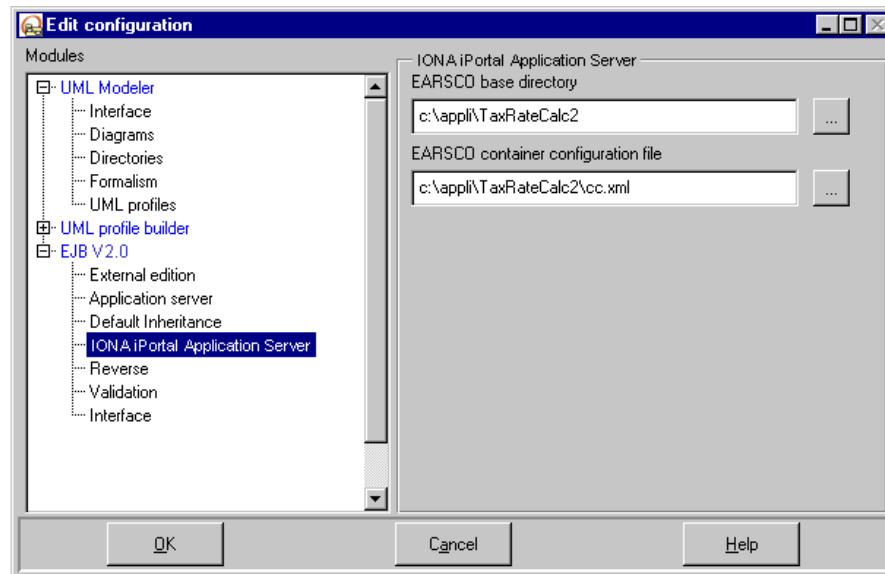 Edit configuration
Modules
UML Modeler
Interface
Diagrams
Directories
Formalism
UML profiles
UML profile builder
EJB V2.0
External edition
Application server
Default Inheritance
IONA iPortal Application Server
Reverse
Validation
Interface
IONA iPortal Application Server
EARSCO base directory
c:\appli\TaxRateCalc2
...
EARSCO container configuration file
c:\appli\TaxRateCalc2\cc.xml
...
OK
Cancel
Help